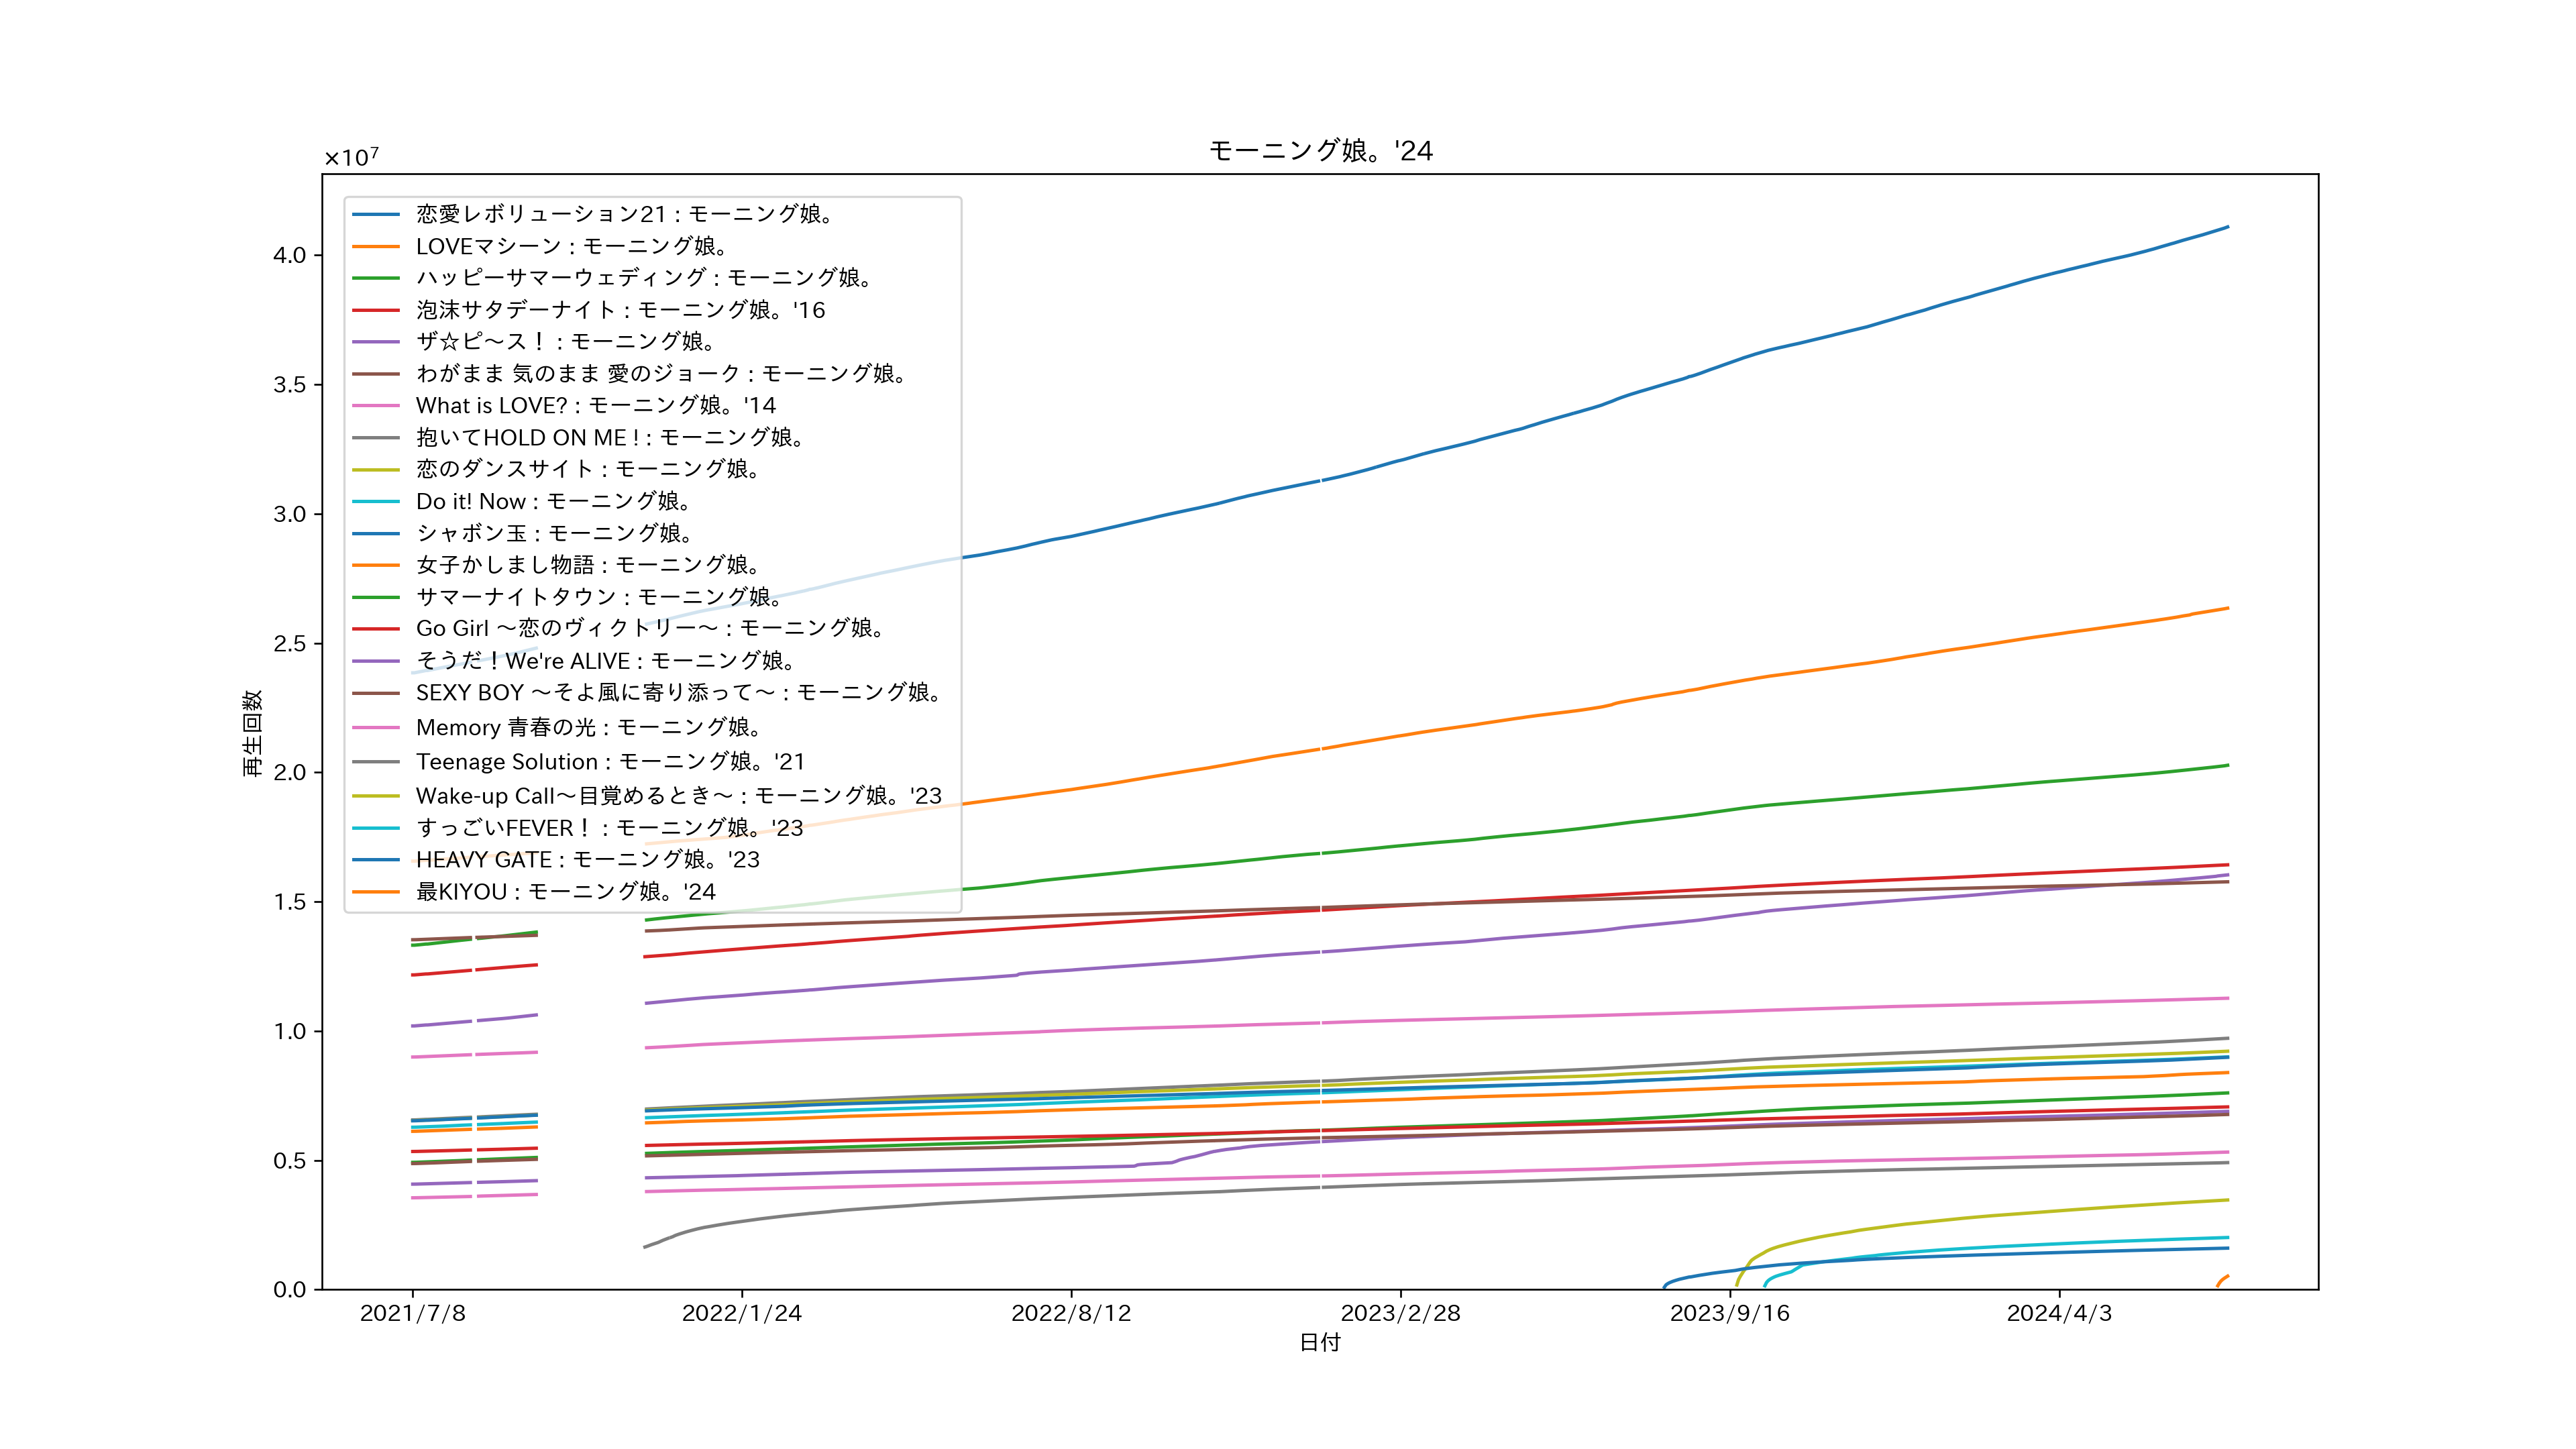 モーニング娘。'24
×10⁷
恋愛レボリューション21 : モーニング娘。
LOVEマシーン : モーニング娘。
ハッピーサマーウェディング : モーニング娘。
泡沫サタデーナイト : モーニング娘。'16
ザ☆ピ〜ス！ : モーニング娘。
わがまま 気のまま 愛のジョーク : モーニング娘。
What is LOVE? : モーニング娘。'14
抱いてHOLD ON ME ! : モーニング娘。
恋のダンスサイト : モーニング娘。
Do it! Now : モーニング娘。
シャボン玉 : モーニング娘。
女子かしまし物語 : モーニング娘。
サマーナイトタウン : モーニング娘。
Go Girl 〜恋のヴィクトリー〜 : モーニング娘。
そうだ！We're ALIVE : モーニング娘。
SEXY BOY 〜そよ風に寄り添って〜 : モーニング娘。
Memory 青春の光 : モーニング娘。
Teenage Solution : モーニング娘。'21
Wake-up Call〜目覚めるとき〜 : モーニング娘。'23
すっごいFEVER！ : モーニング娘。'23
HEAVY GATE : モーニング娘。'23
最KIYOU : モーニング娘。'24
再生回数
4.0
3.5
3.0
2.5
2.0
1.5
1.0
0.5
0.0
2021/7/8
2022/1/24
2022/8/12
2023/2/28
2023/9/16
2024/4/3
日付